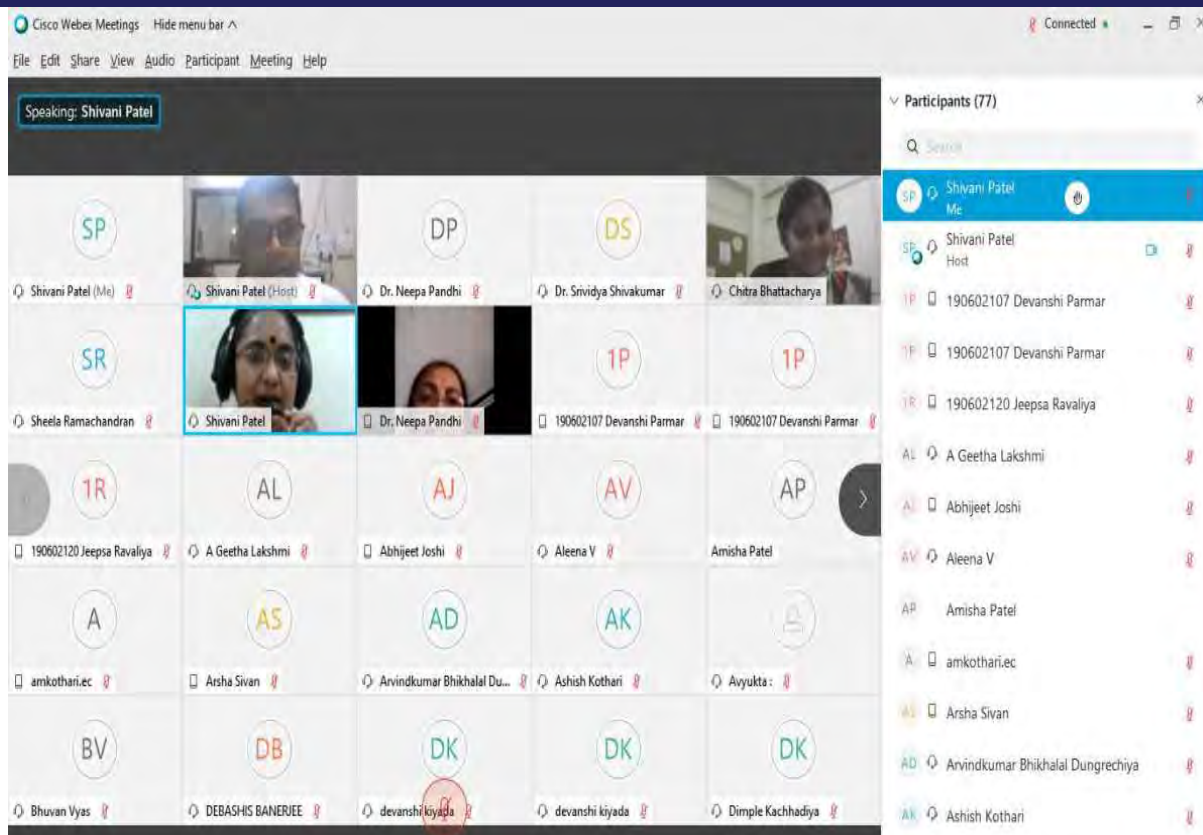 Cisco Webex Meetings Hide menu bar ^
Connected
File Edit Share View Audio Participant Meeting Help
Speaking: Shivani Patel
SP
DP
DS
Shivani Patel (Me)
Shivani Patel (Host)
Dr. Neepa Pandhi
Dr. Srividya Shivakumar
Chitra Bhattacharya
SR
1P
1P
Sheela Ramachandran
Shivani Patel
Dr. Neepa Pandhi
190602107 Devanshi Parmar
190602107 Devanshi Parmar
1R
AL
AJ
AV
AP
190602120 Jeepsa Ravaliya
A Geetha Lakshmi
Abhijeet Joshi
Aleena V
Amisha Patel
A
AS
AD
AK
amkothari.ec
Arsha Sivan
Arvindkumar Bhikhalal Du...
Ashish Kothari
Avyukta :
BV
DB
DK
DK
DK
Bhuvan Vyas
DEBASHIS BANERJEE
devanshi kiyada
devanshi kiyada
Dimple Kachhadiya
Participants (77)
Search
SP Shivani Patel
Me
SP Shivani Patel
Host
1P 190602107 Devanshi Parmar
1P 190602107 Devanshi Parmar
1R 190602120 Jeepsa Ravaliya
AL A Geetha Lakshmi
AJ Abhijeet Joshi
AV Aleena V
AP Amisha Patel
A amkothari.ec
AS Arsha Sivan
AD Arvindkumar Bhikhalal Dungrechiya
AK Ashish Kothari